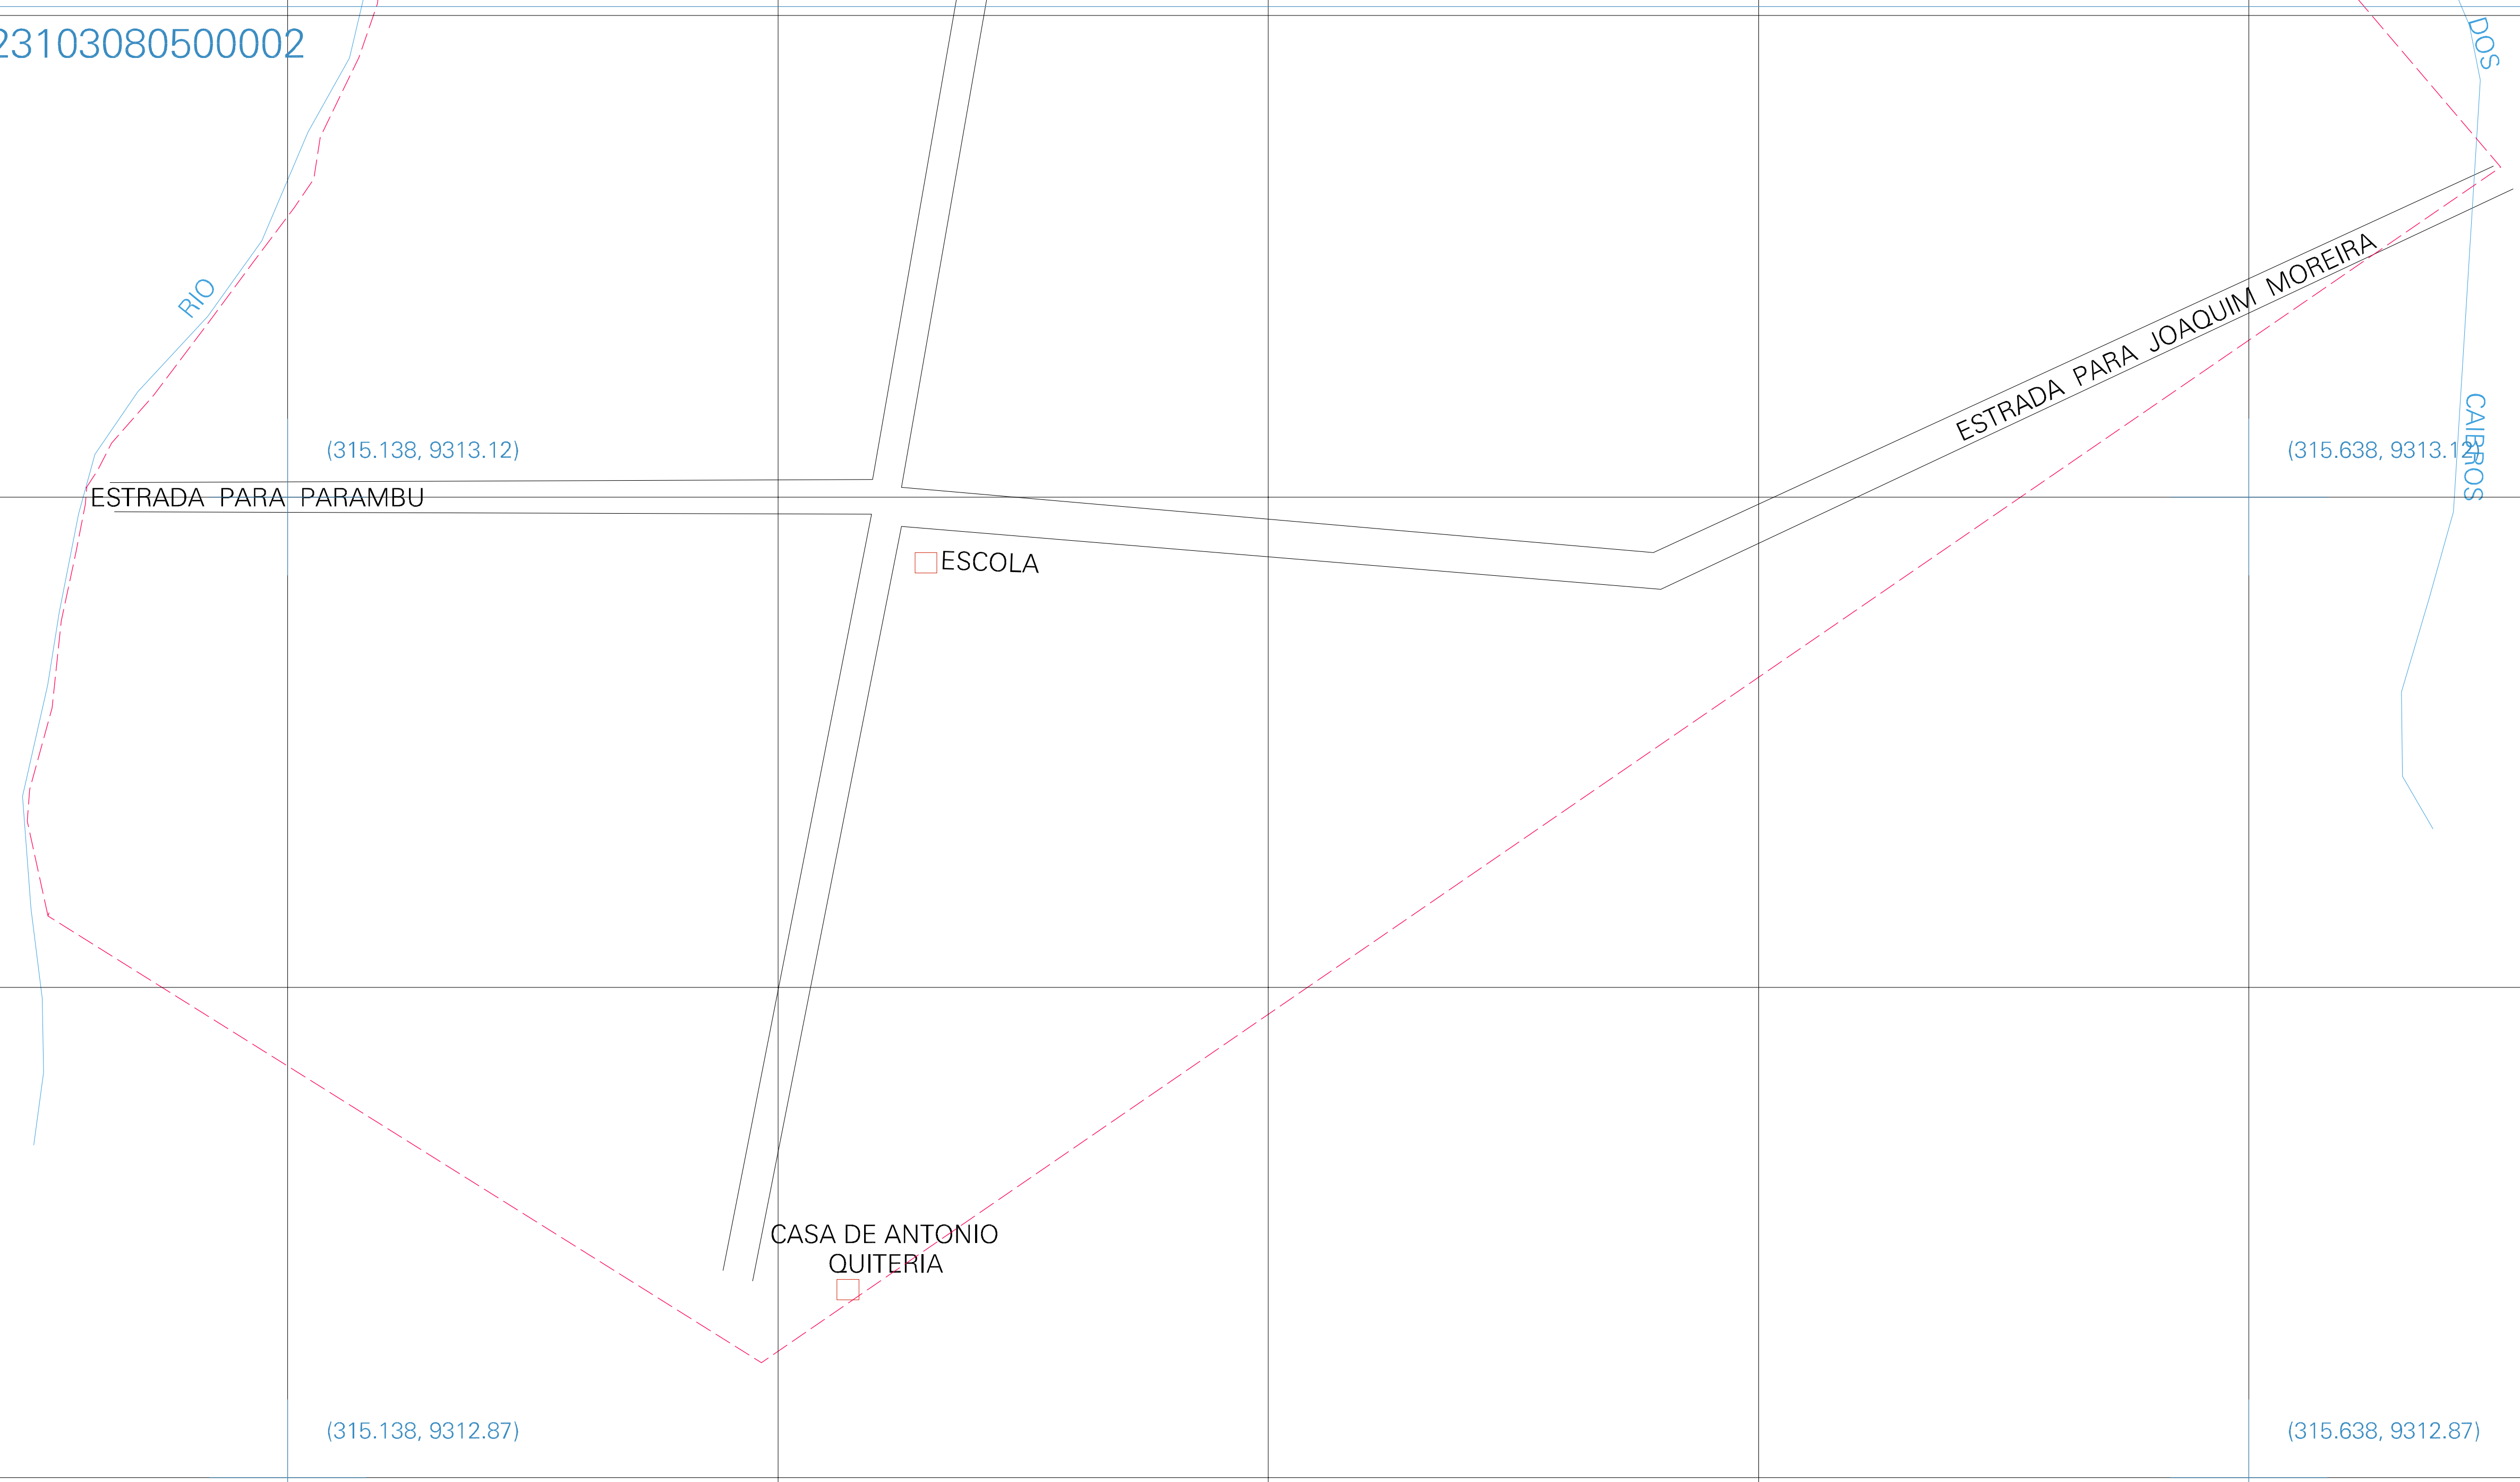 23103080500002
DOS
RIO
ESTRADA PARA JOAQUIM MOREIRA
CAIRROS
(315.138, 9313.12)
(315.638, 9313.12)
ESTRADA PARA PARAMBU
ESCOLA
CASA DE ANTONIO
QUITERIA
(315.138, 9312.87)
(315.638, 9312.87)